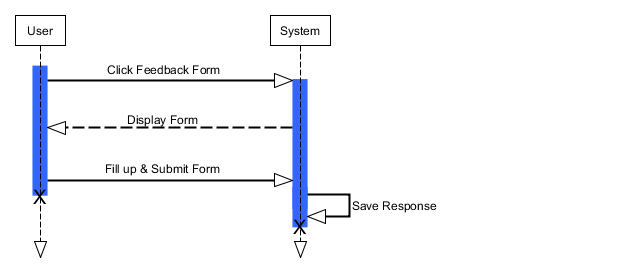 User
System
Click Feedback Form
Display Form
Fill up & Submit Form
Save Response
X
X